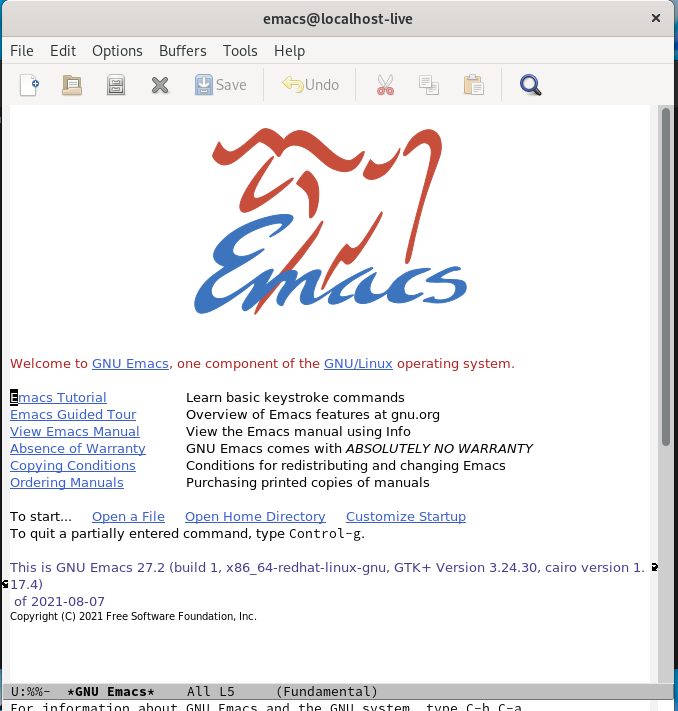 emacs@localhost-live
File Edit Options Buffers Tools Help
Save Undo
Emacs
Welcome to GNU Emacs, one component of the GNU/Linux operating system.
Emacs Tutorial Learn basic keystroke commands
Emacs Guided Tour Overview of Emacs features at gnu.org
View Emacs Manual View the Emacs manual using Info
Absence of Warranty GNU Emacs comes with ABSOLUTELY NO WARRANTY
Copying Conditions Conditions for redistributing and changing Emacs
Ordering Manuals Purchasing printed copies of manuals
To start... Open a File Open Home Directory Customize Startup
To quit a partially entered command, type Control-g.
This is GNU Emacs 27.2 (build 1, x86_64-redhat-linux-gnu, GTK+ Version 3.24.30, cairo version 1.
17.4)
of 2021-08-07
Copyright (C) 2021 Free Software Foundation, Inc.
U:%%- *GNU Emacs* All L5 (Fundamental)
For information about GNU Emacs and the GNU system, type C-h C-a.